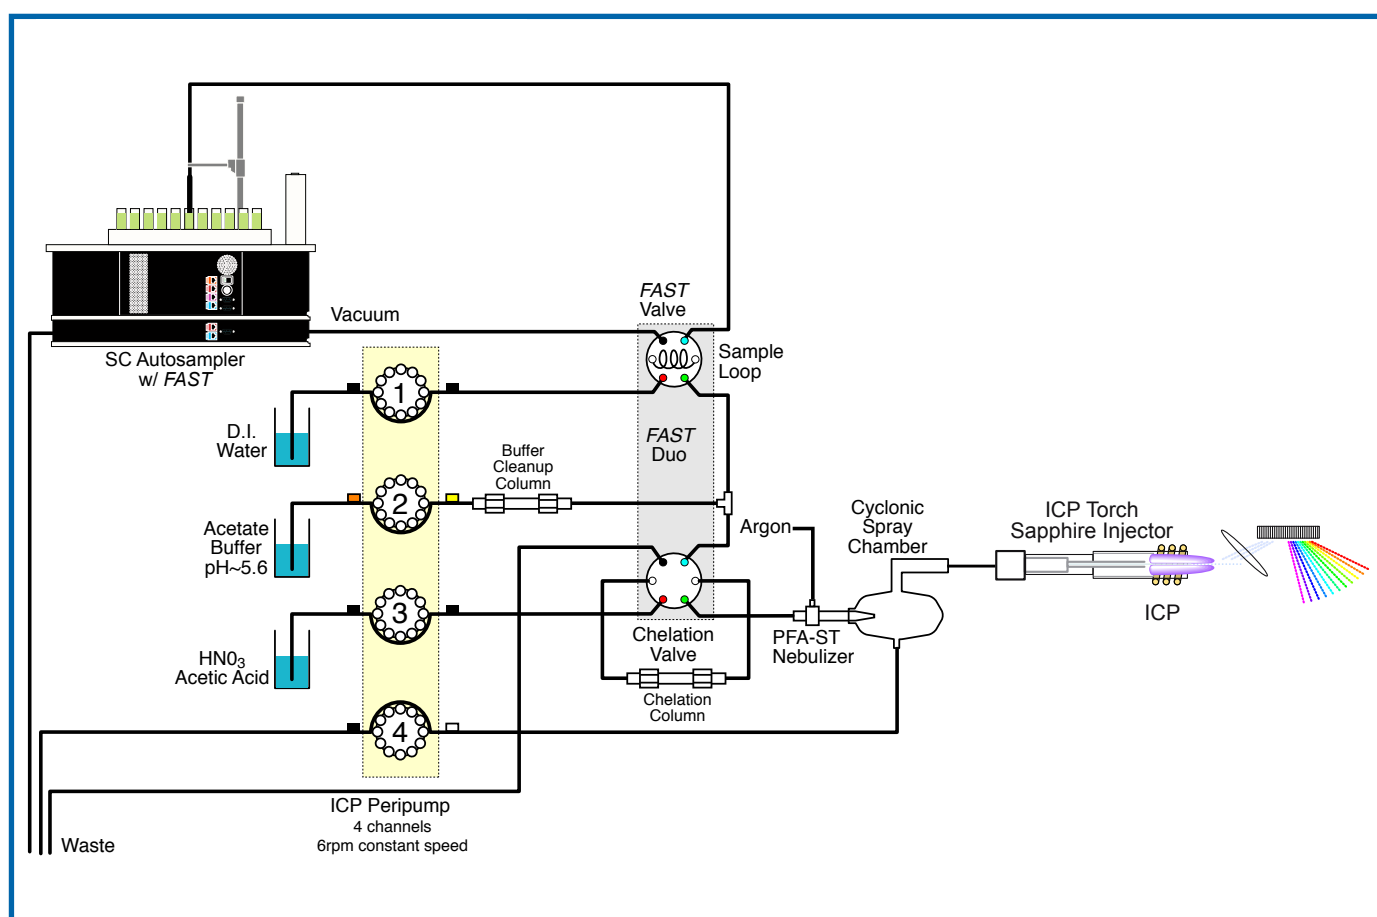 FAST
Valve
Vacuum
SC Autosampler
w/ FAST
Sample
Loop
1
D.I.
Water
FAST
Duo
Buffer
Cleanup
Column
2
Acetate
Buffer
pH~5.6
Argon
Cyclonic
Spray
Chamber
ICP Torch
Sapphire Injector
ICP
3
HN0₃
Acetic Acid
Chelation
Valve
PFA-ST
Nebulizer
Chelation
Column
4
ICP Peripump
4 channels
6rpm constant speed
Waste